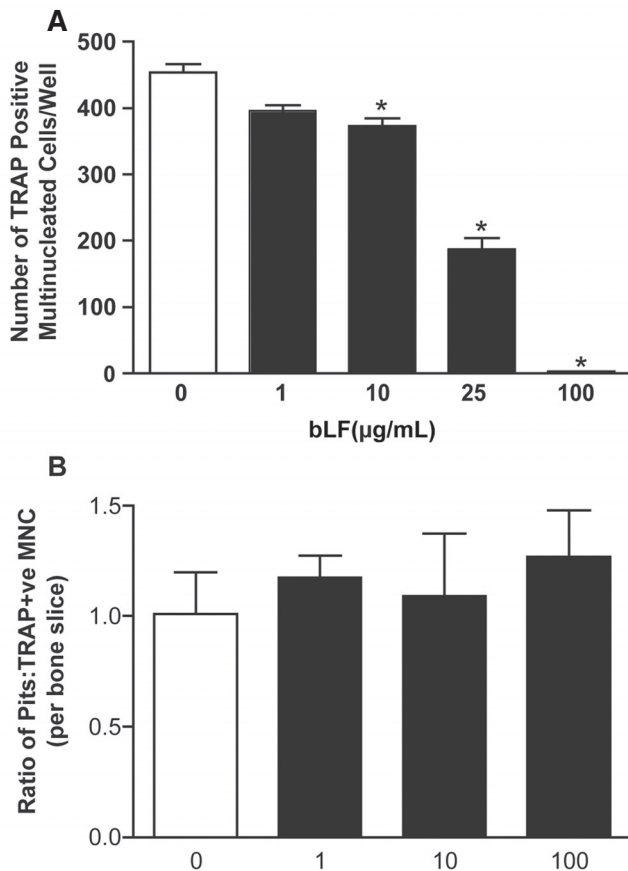 A
Number of TRAP Positive
Multinucleated Cells/Well
500
400
300
200
100
0
*
*
*
0 1 10 25 100
bLF(µg/mL)
B
Ratio of Pits:TRAP+ve MNC
(per bone slice)
1.5
1.0
0.5
0.0
0 1 10 100